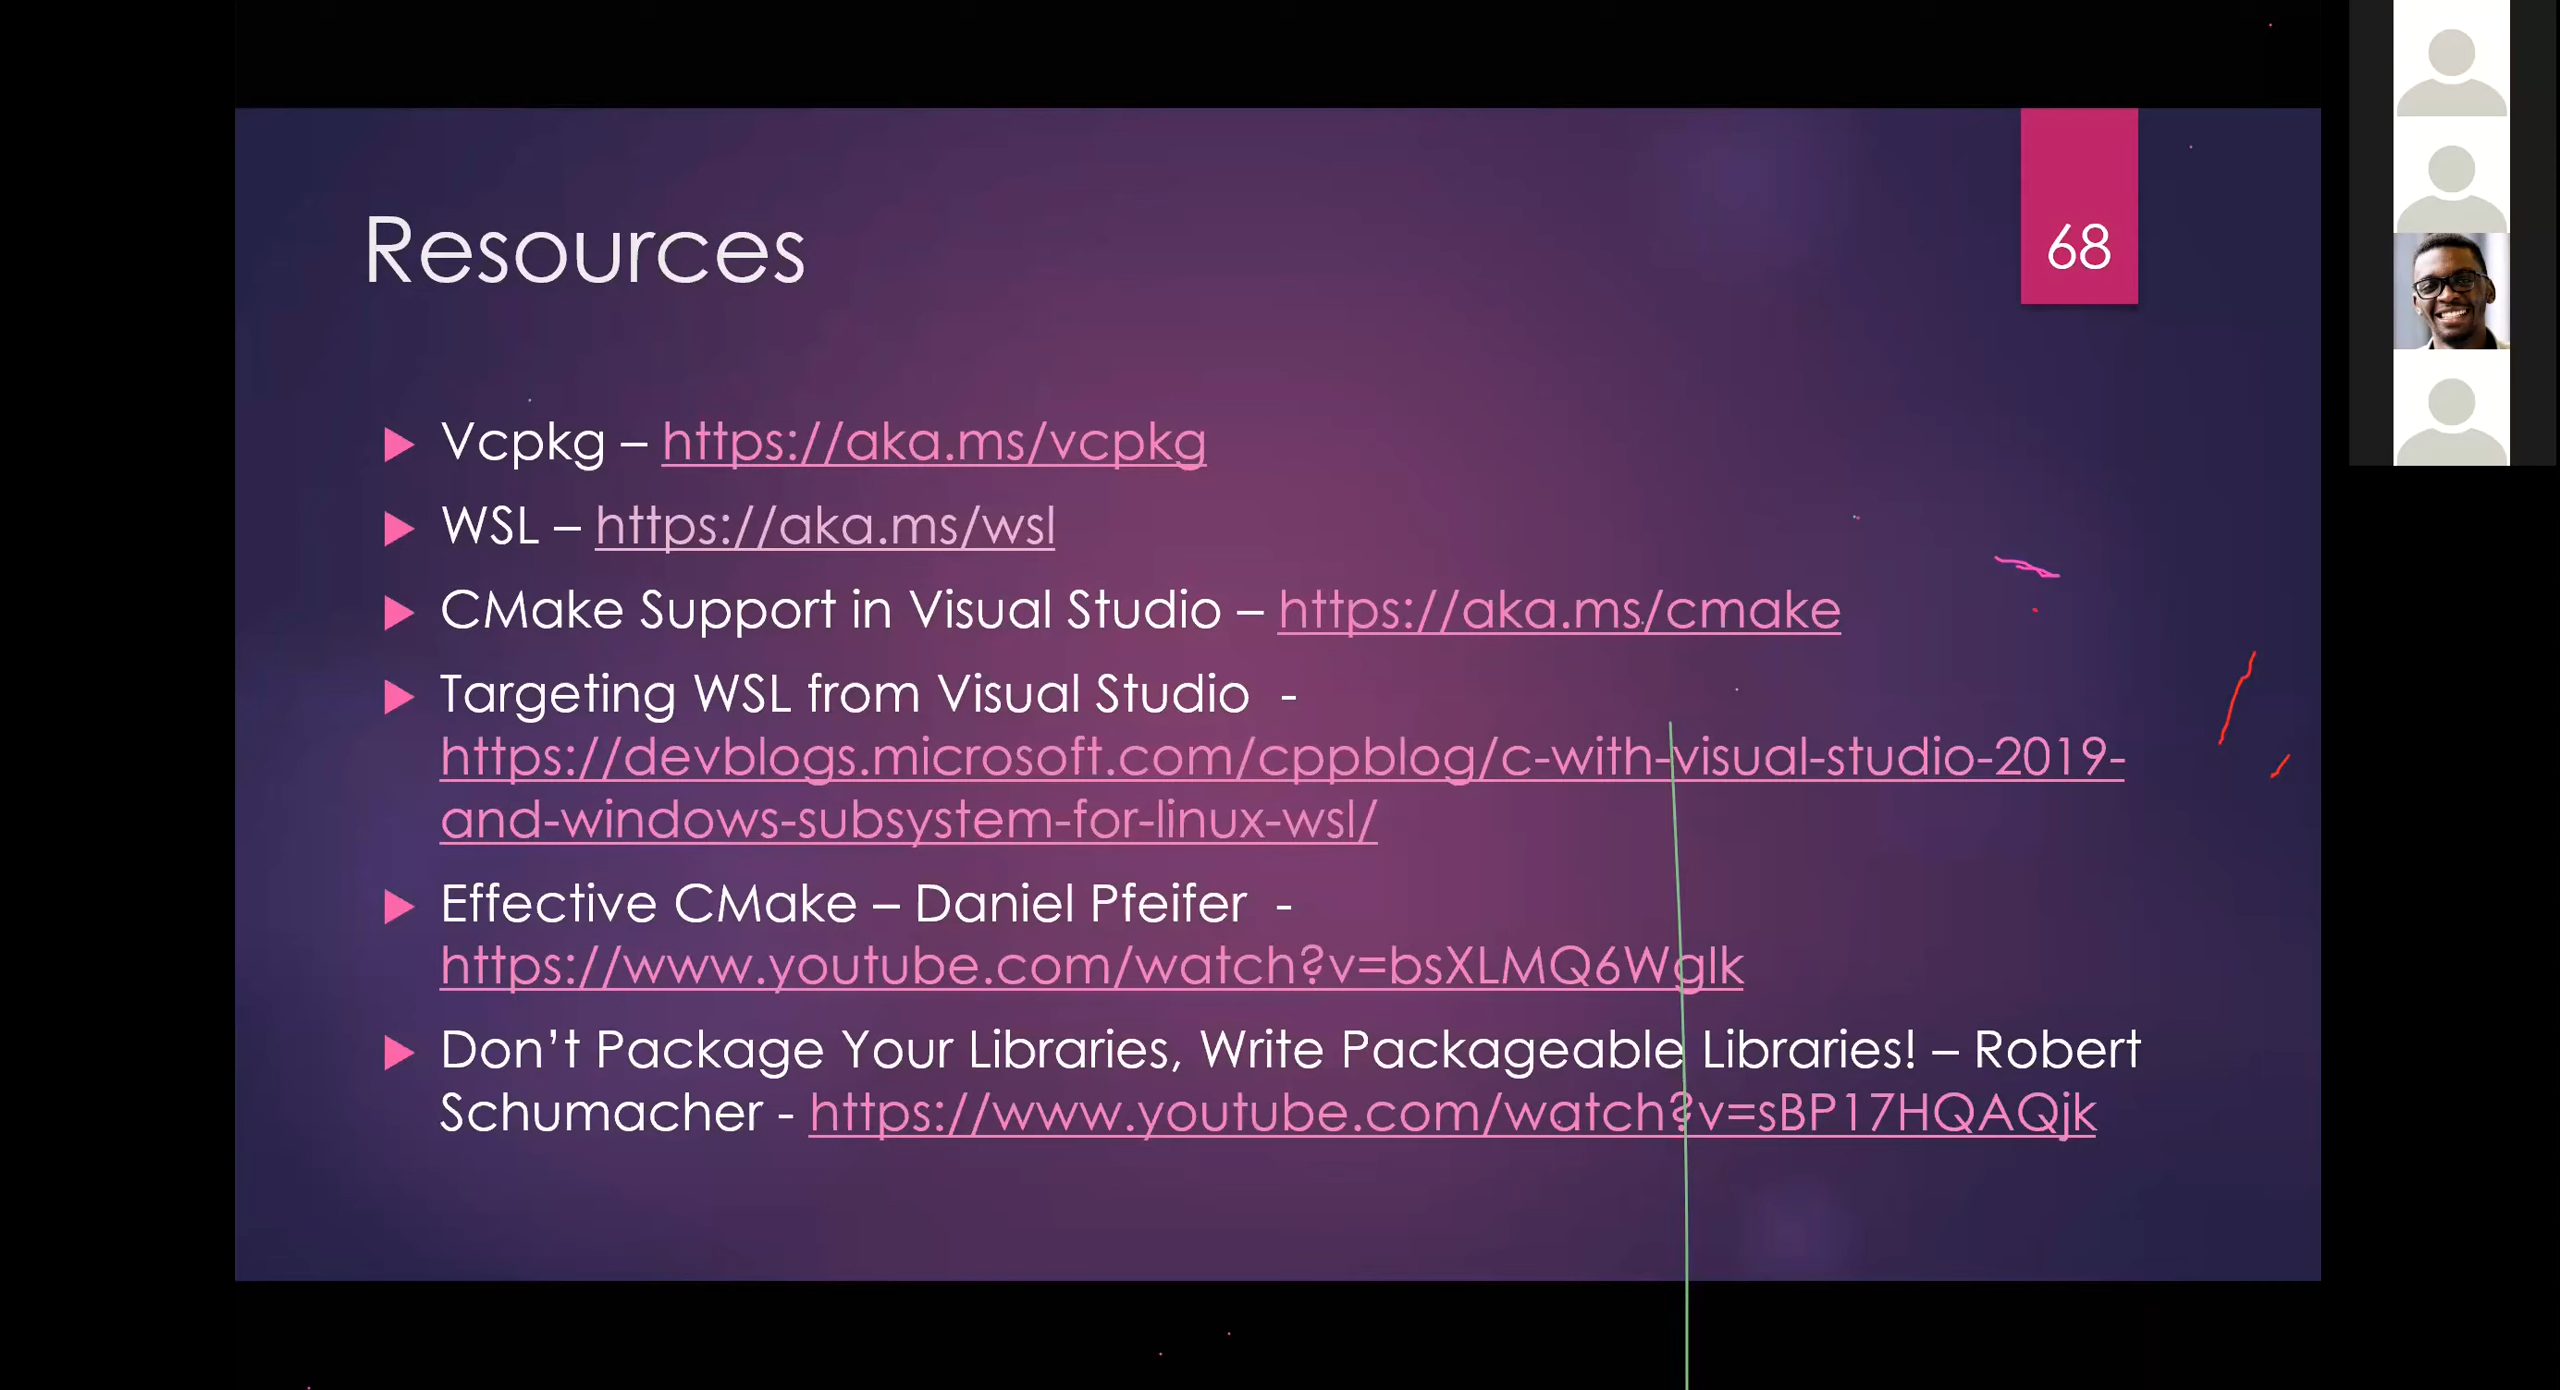 Resources
68
Vcpkg – https://aka.ms/vcpkg
WSL – https://aka.ms/wsl
CMake Support in Visual Studio – https://aka.ms/cmake
Targeting WSL from Visual Studio  -
https://devblogs.microsoft.com/cppblog/c-with-visual-studio-2019-
and-windows-subsystem-for-linux-wsl/
Effective CMake – Daniel Pfeifer  -
https://www.youtube.com/watch?v=bsXLMQ6WgIk
Don’t Package Your Libraries, Write Packageable Libraries! – Robert
Schumacher - https://www.youtube.com/watch?v=sBP17HQAQjk